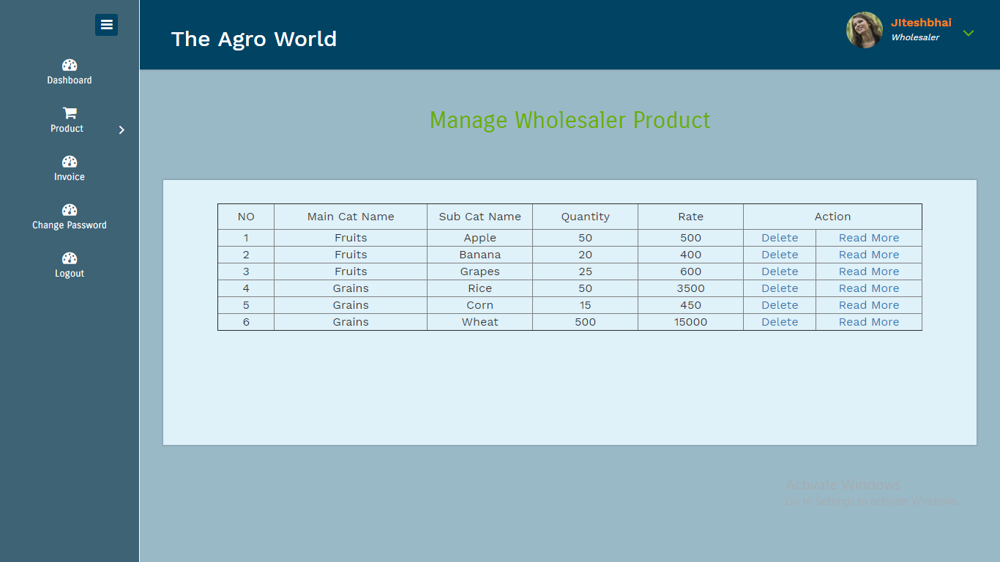 The Agro World
JIteshbhai
Wholesaler
Dashboard
Product
Invoice
Change Password
Logout
Manage Wholesaler Product
NO Main Cat Name Sub Cat Name Quantity Rate Action
1 Fruits Apple 50 500 Delete Read More
2 Fruits Banana 20 400 Delete Read More
3 Fruits Grapes 25 600 Delete Read More
4 Grains Rice 50 3500 Delete Read More
5 Grains Corn 15 450 Delete Read More
6 Grains Wheat 500 15000 Delete Read More
Activate Windows
Go to Settings to activate Windows.